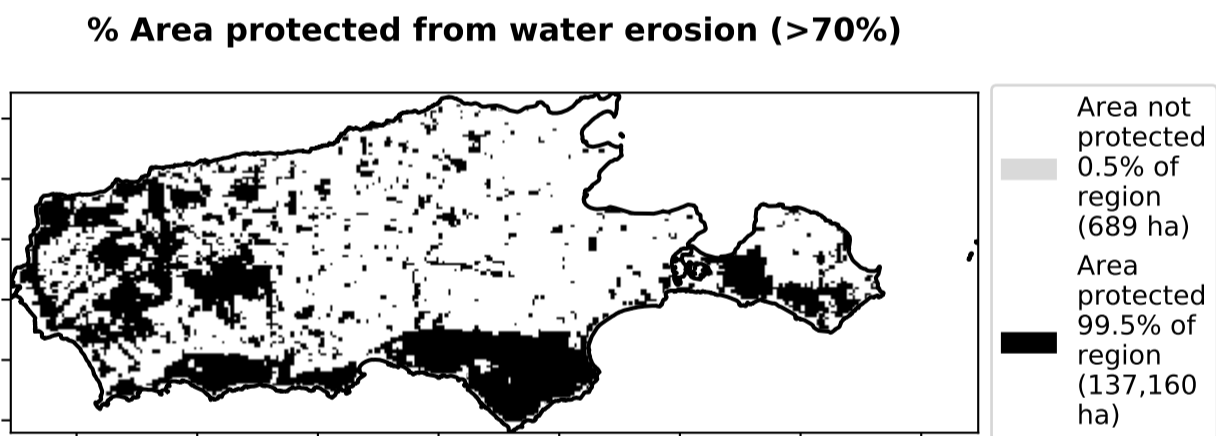 % Area protected from water erosion (>70%)
Area not
protected
0.5% of
region
(689 ha)
Area
protected
99.5% of
region
(137,160
ha)